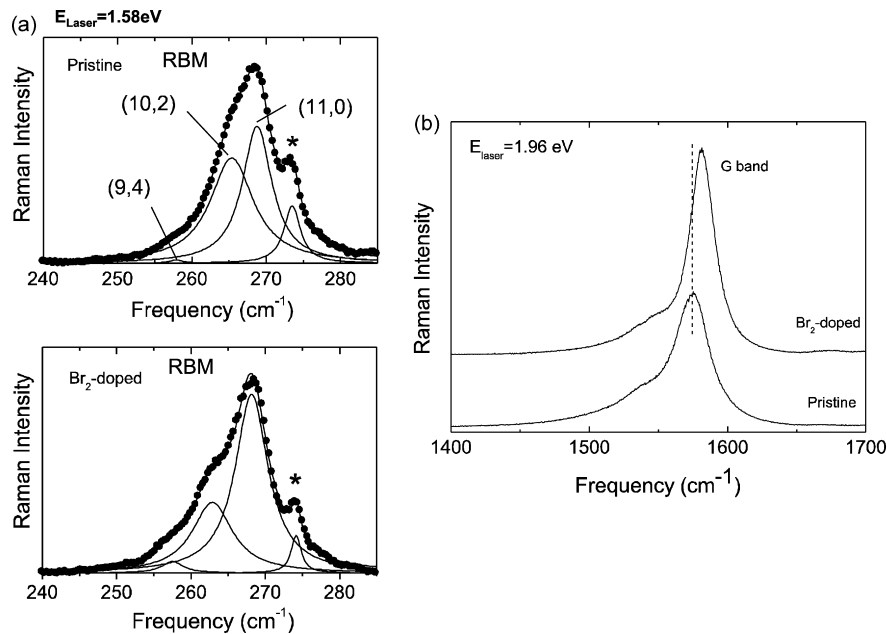 (a)
E_Laser=1.58eV
Pristine
RBM
(10,2)
(11,0)
*
(9,4)
Raman Intensity
240 250 260 270 280
Frequency (cm⁻¹)
Br₂-doped
RBM
*
Raman Intensity
240 250 260 270 280
Frequency (cm⁻¹)
(b)
E_laser=1.96 eV
G band
Br₂-doped
Pristine
Raman Intensity
1400 1500 1600 1700
Frequency (cm⁻¹)